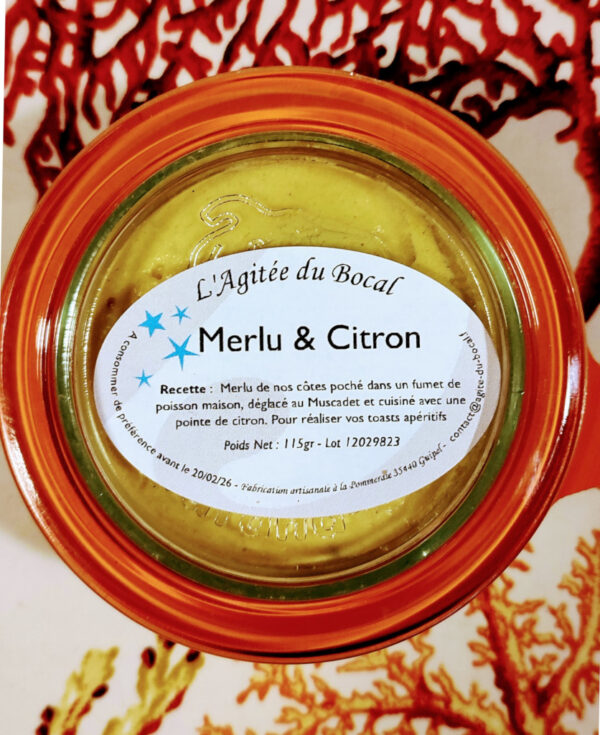 L'Agitée du Bocal
Merlu & Citron
Recette : Merlu de nos côtes poché dans un fumet de
poisson maison, déglacé au Muscadet et cuisiné avec une
pointe de citron. Pour réaliser vos toasts apéritifs
Poids Net : 115gr - Lot 12029823
A consommer de préférence avant le 20/02/26 - Fabrication artisanale à la Pommeraie 35440 Guipel - contact@agite-du-bocal.f